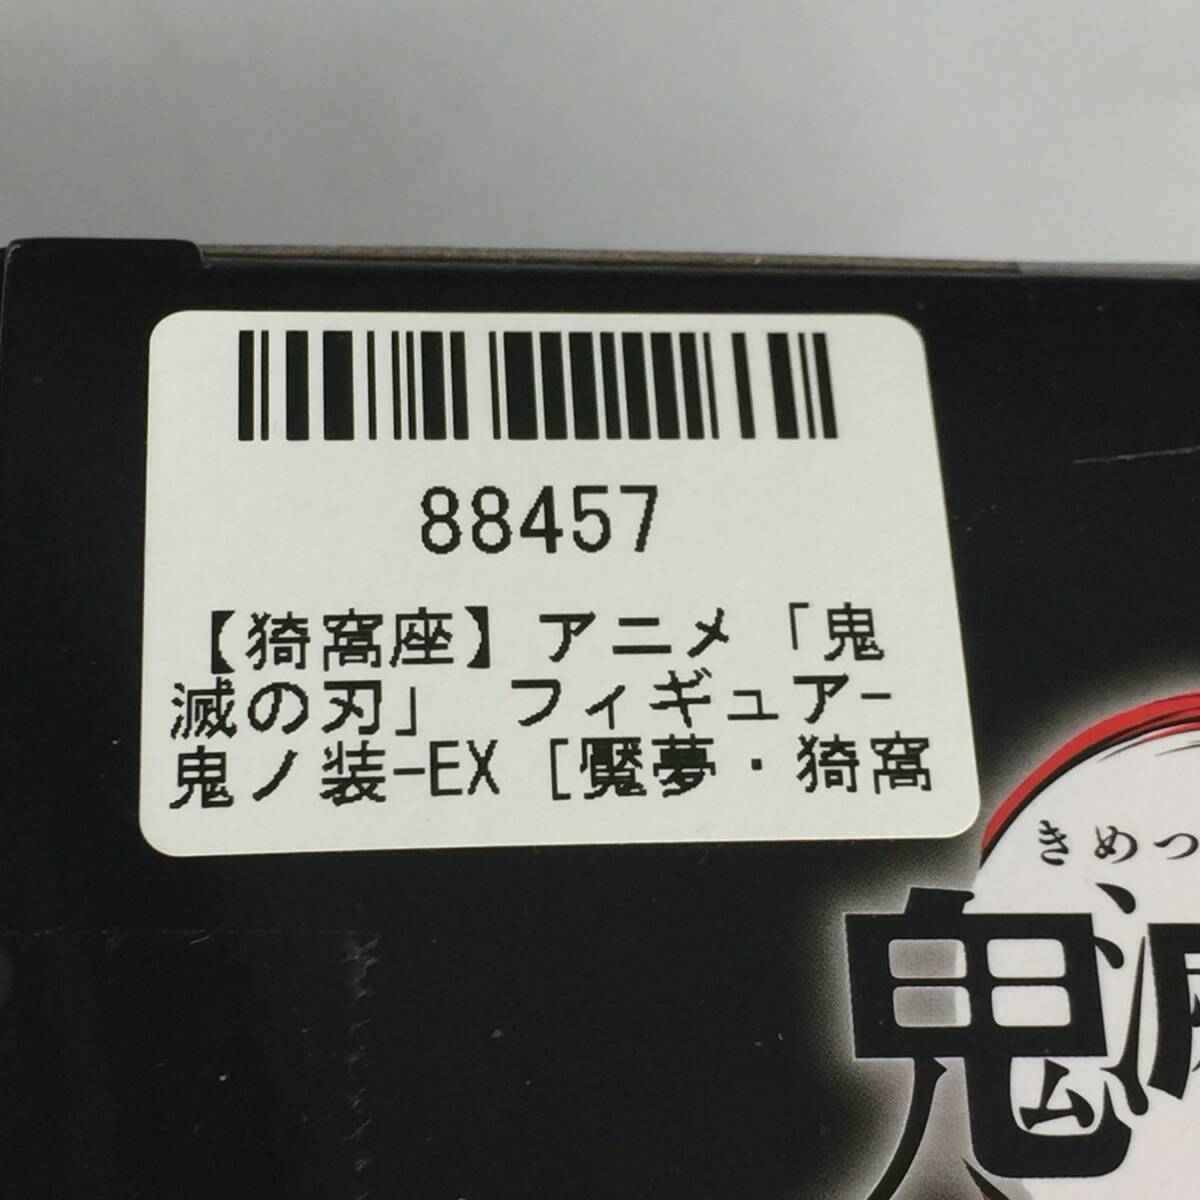 88457
【猗窩座】アニメ「鬼
滅の刃」 フィギュア-
鬼ノ装-EX [魘夢・猗窩
きめつ
鬼滅